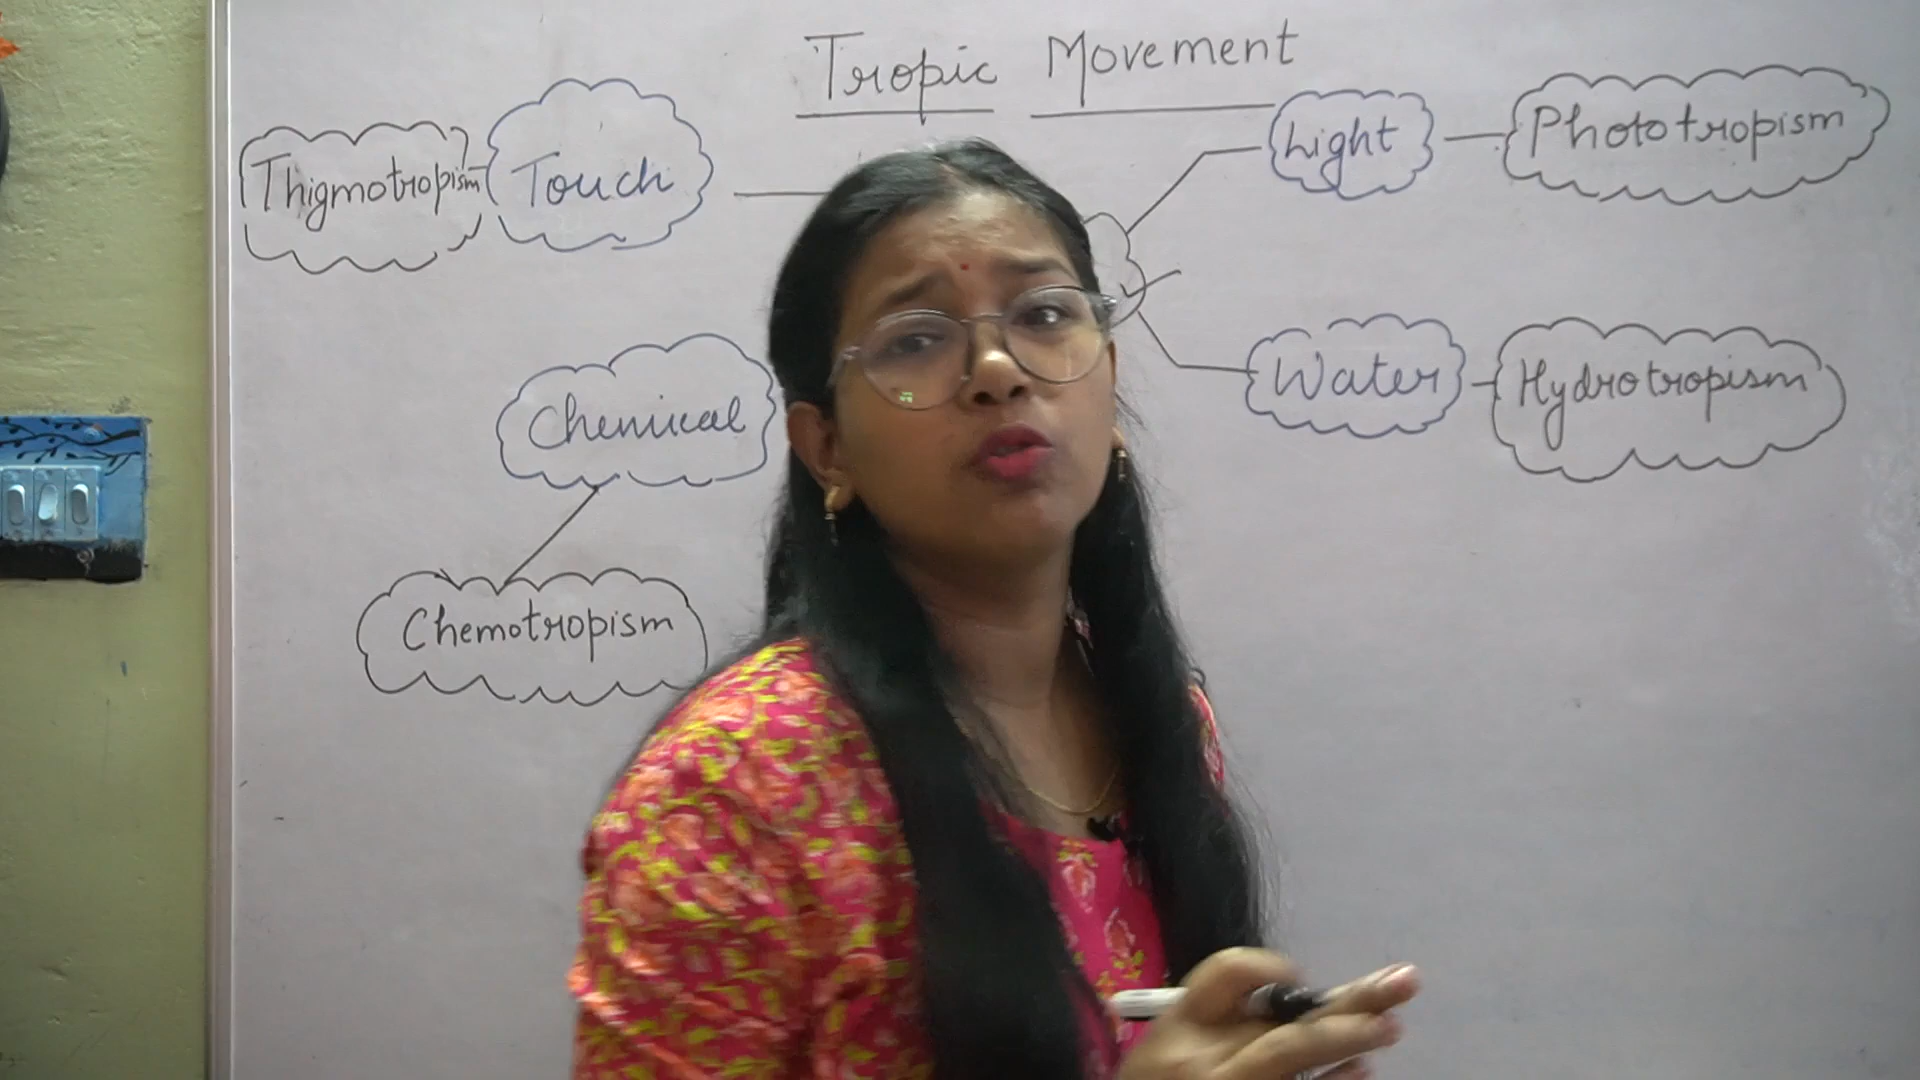 Tropic Movement
Thigmotropism
Touch
Light
Phototropism
Chemical
Water
Hydrotropism
Chemotropism